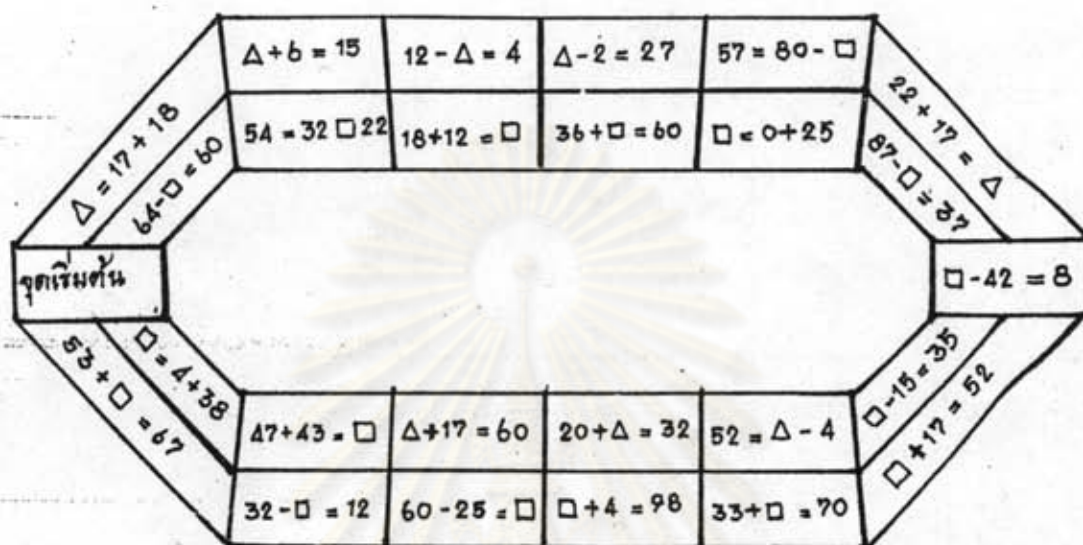 △ = 17 + 18
64 - □ = 60
△ + 6 = 15
12 - △ = 4
△ - 2 = 27
57 = 80 - □
54 = 32 □ 22
18 + 12 = □
36 + □ = 60
□ = 0 + 25
22 + 17 = △
87 - □ = 37
จุดเริ่มต้น
□ - 42 = 8
53 + □ = 67
□ = 4 + 38
47 + 43 = □
△ + 17 = 60
20 + △ = 32
52 = △ - 4
□ - 15 = 35
□ + 17 = 52
32 - □ = 12
60 - 25 = □
□ + 4 = 98
33 + □ = 70